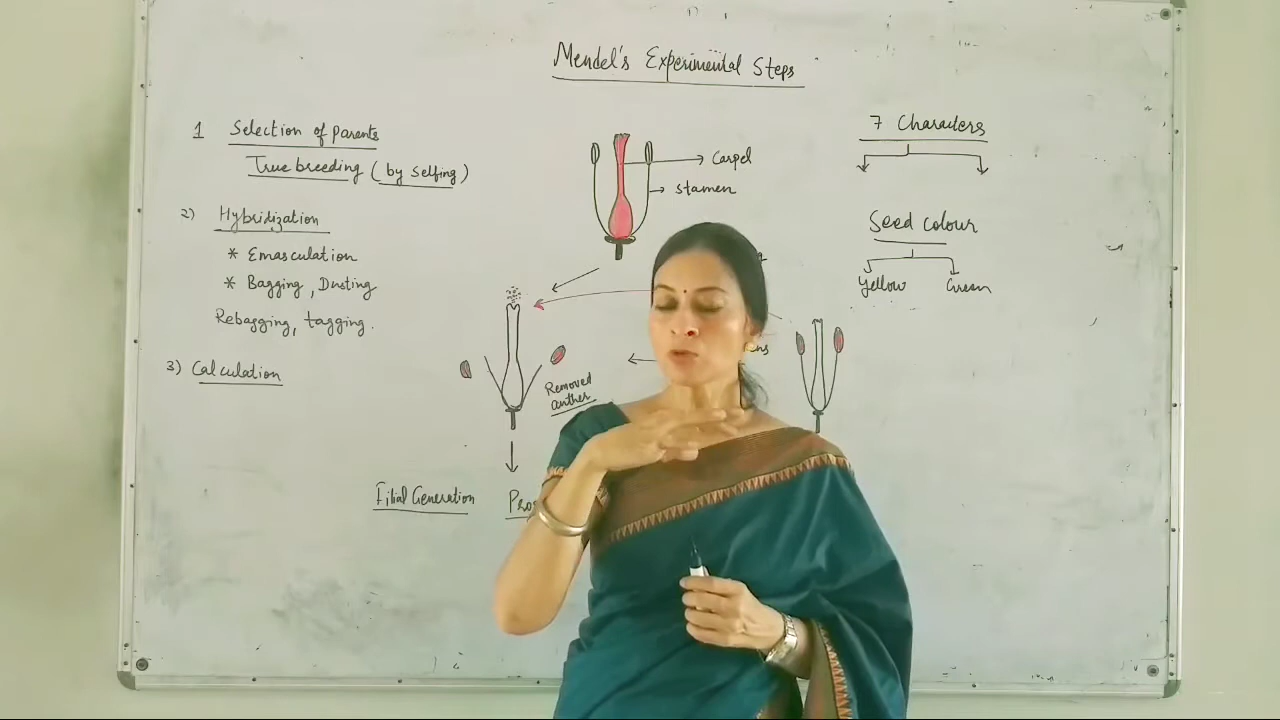 Mendel's Experimental Steps
1 Selection of parents
True breeding (by selfing)
2) Hybridization
* Emasculation
* Bagging, Dusting
Rebagging, tagging.
3) Calculation
Carpel
Stamen
Removed
anther
Filial Generation
7 Characters
Seed colour
Yellow Green